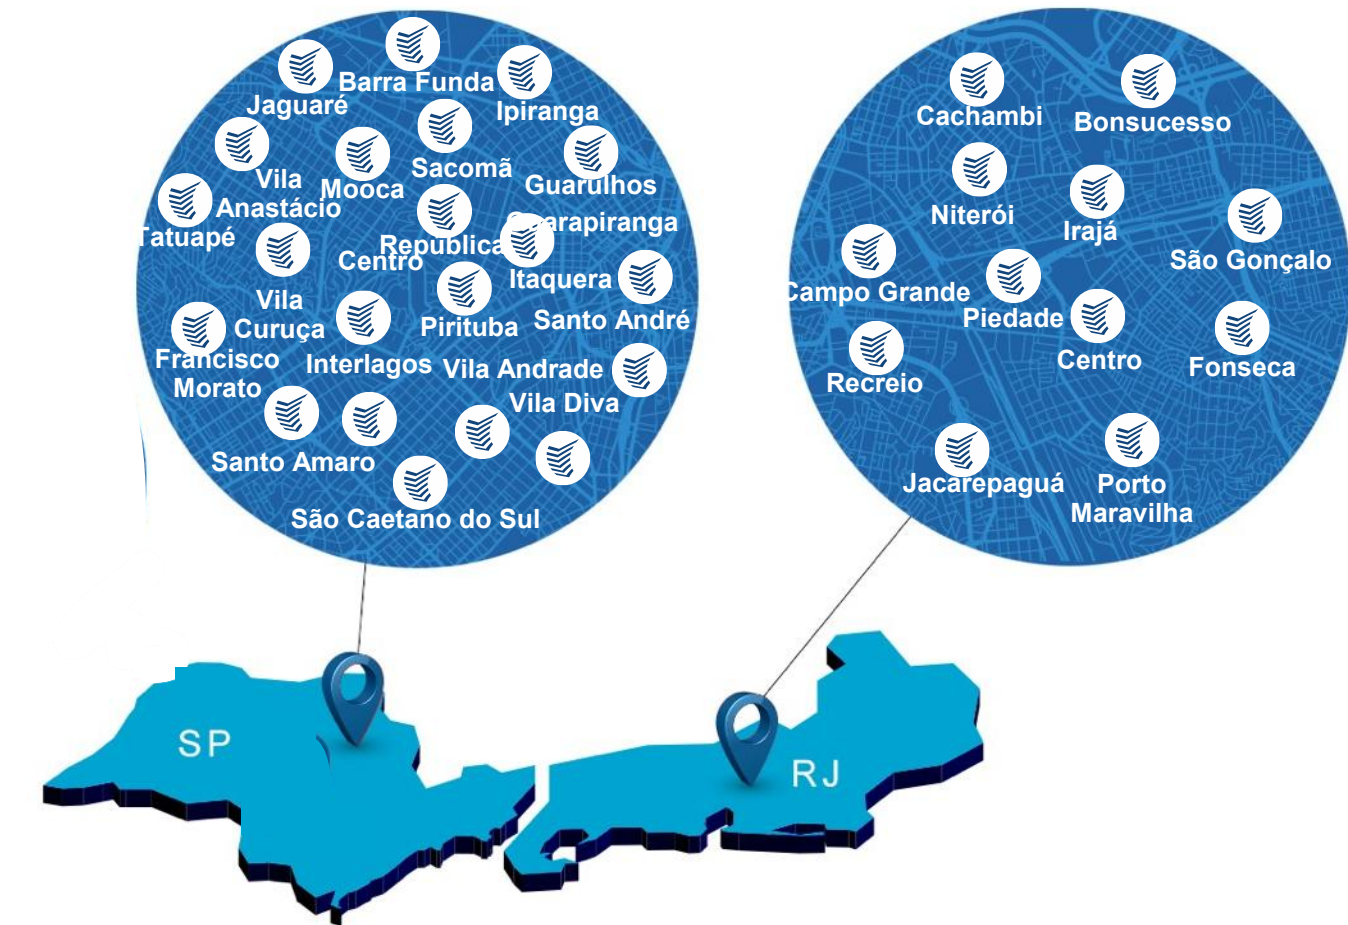 Barra Funda
Jaguaré
Ipiranga
Sacomã
Vila
Anastácio
Mooca
Guarulhos
Tatuapé
Guarapiranga
República
Centro
Itaquera
Vila
Curuça
Pirituba
Santo André
Francisco
Morato
Interlagos
Vila Andrade
Vila Diva
Santo Amaro
São Caetano do Sul
Cachambi
Bonsucesso
Niterói
Irajá
São Gonçalo
Campo Grande
Piedade
Centro
Fonseca
Recreio
Jacarepaguá
Porto
Maravilha
SP
RJ